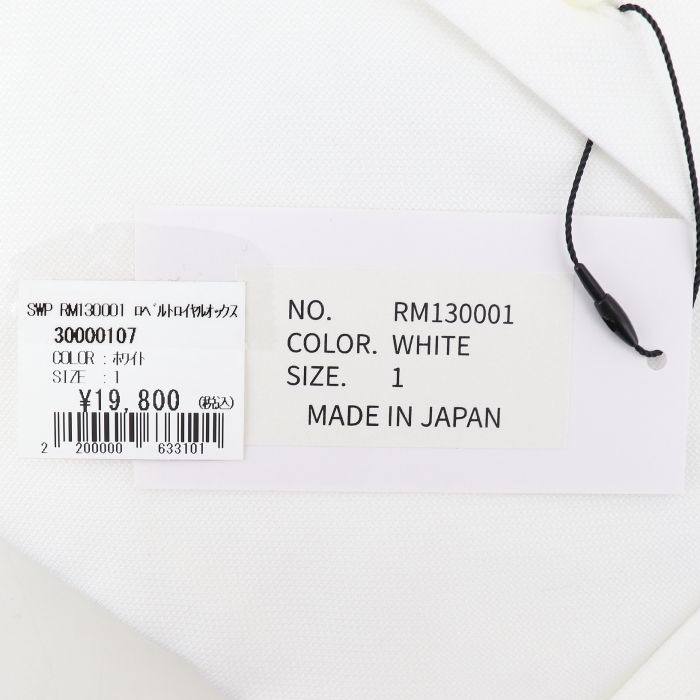 SWP RM130001 ﾛﾍﾞﾙﾄﾛｲﾔﾙｵｯｸｽ
30000107
COLOR : ﾎﾜｲﾄ
SIZE : 1
¥19,800 (税込)
2 200000 633101
NO. RM130001
COLOR. WHITE
SIZE. 1
MADE IN JAPAN